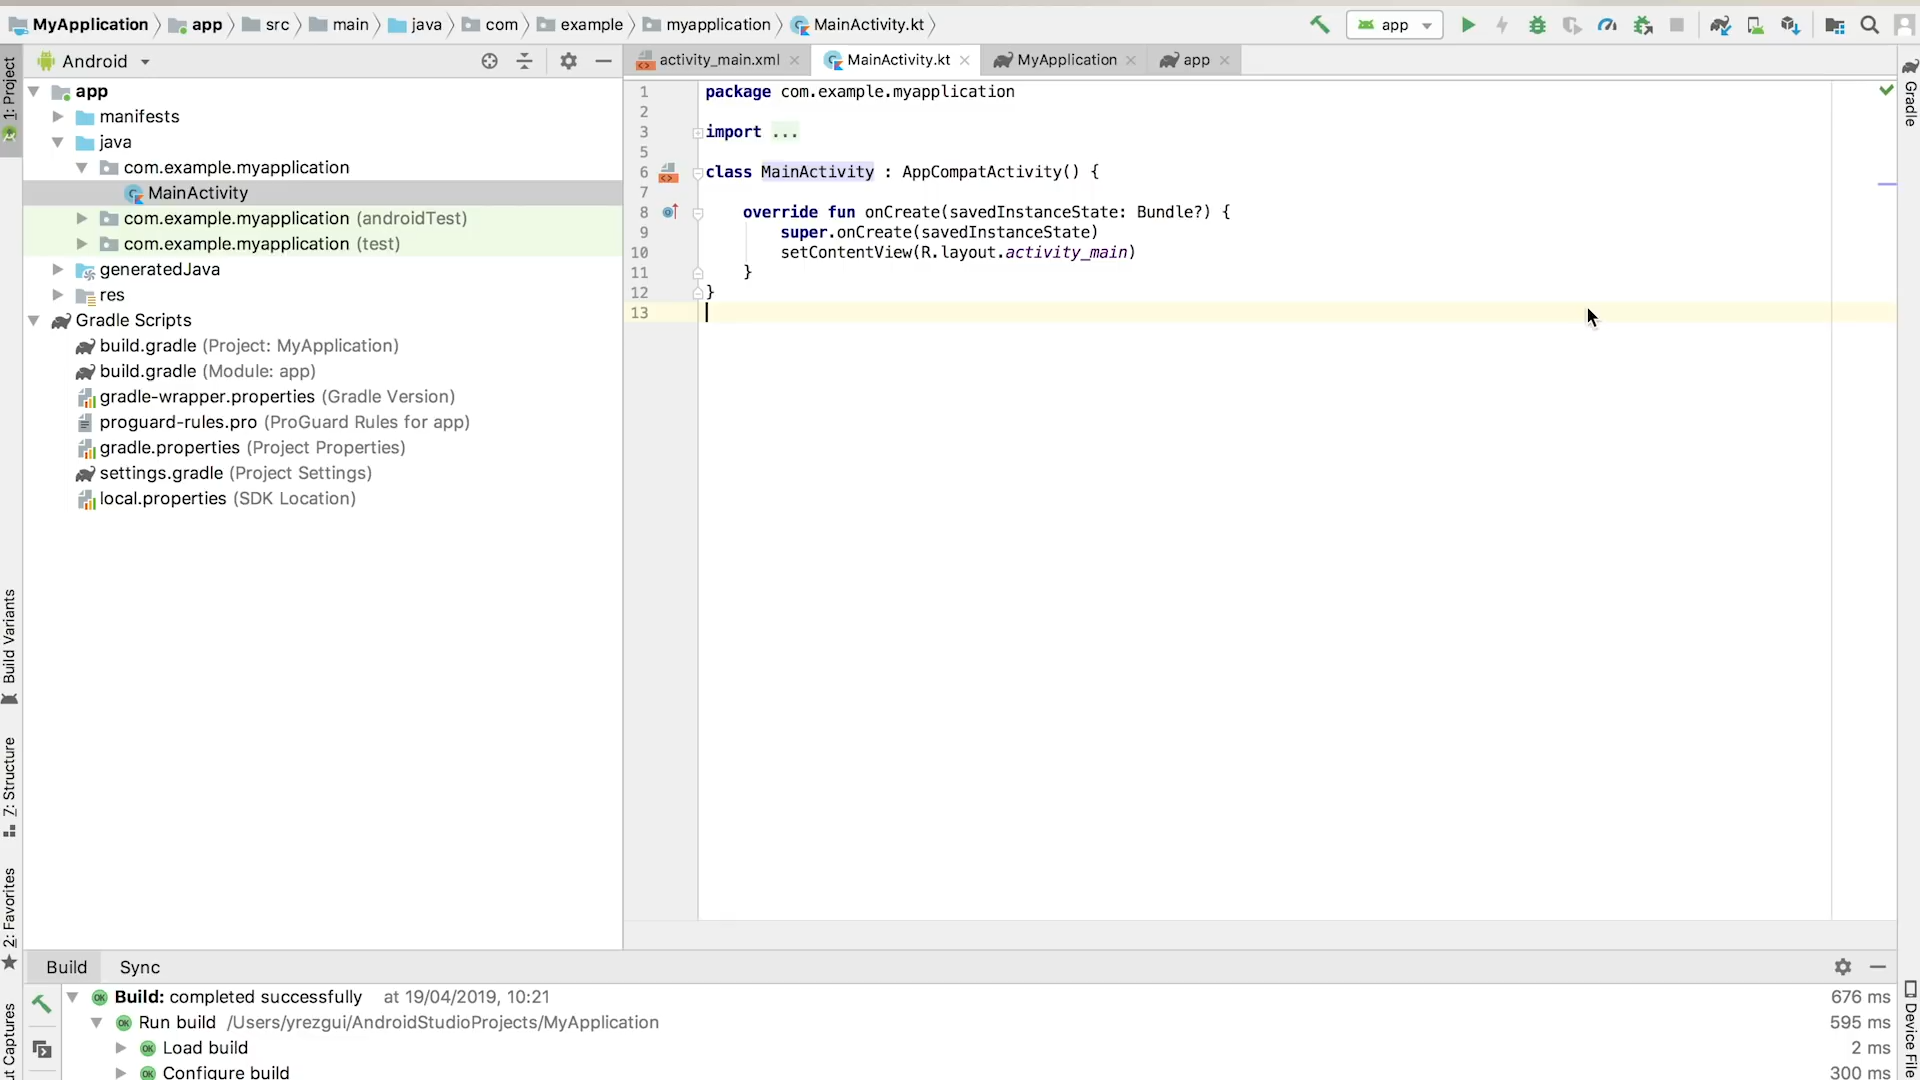 MyApplication app src main java com example myapplication MainActivity.kt app
Android
activity_main.xml MainActivity.kt MyApplication app
1: Project
Gradle
app
manifests
java
com.example.myapplication
MainActivity
com.example.myapplication (androidTest)
com.example.myapplication (test)
generatedJava
res
Gradle Scripts
build.gradle (Project: MyApplication)
build.gradle (Module: app)
gradle-wrapper.properties (Gradle Version)
proguard-rules.pro (ProGuard Rules for app)
gradle.properties (Project Properties)
settings.gradle (Project Settings)
local.properties (SDK Location)
1 package com.example.myapplication
2
3 import ...
5
6 class MainActivity : AppCompatActivity() {
7
8 override fun onCreate(savedInstanceState: Bundle?) {
9 super.onCreate(savedInstanceState)
10 setContentView(R.layout.activity_main)
11 }
12 }
13
Build Variants
7: Structure
2: Favorites
Captures
Build Sync
Build: completed successfully at 19/04/2019, 10:21 676 ms
Run build /Users/yrezgui/AndroidStudioProjects/MyApplication 595 ms
Load build 2 ms
Configure build 300 ms
Device File